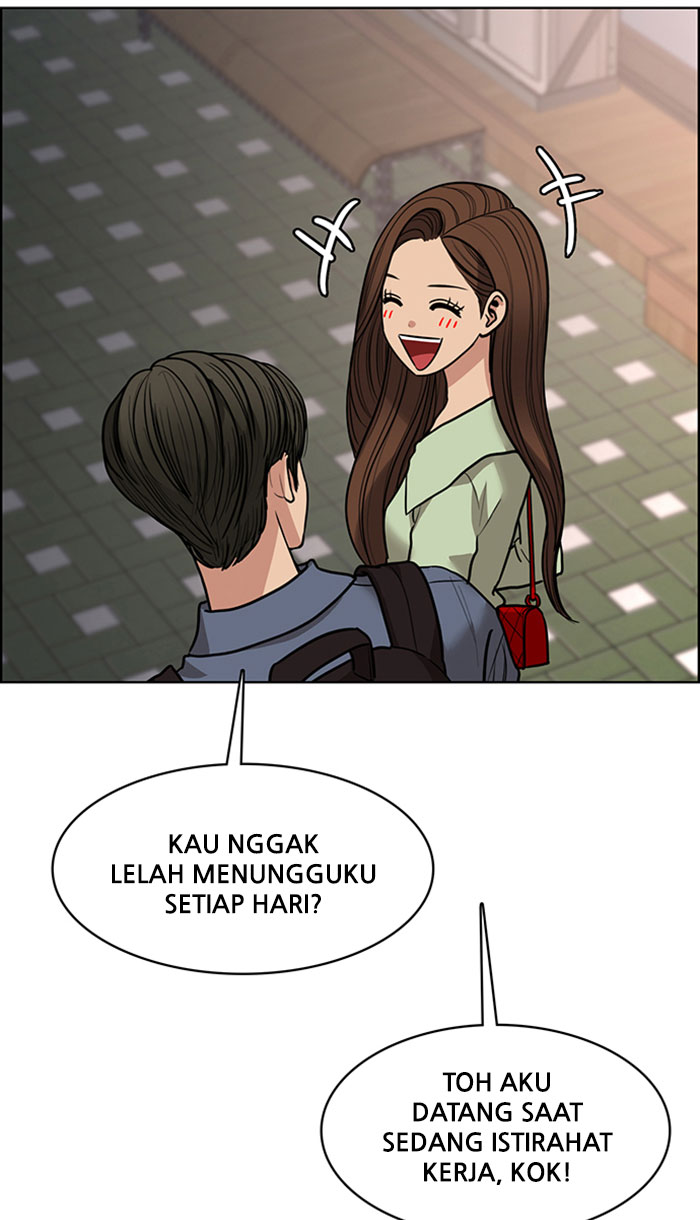 KAU NGGAK
LELAH MENUNGGUKU
SETIAP HARI?
TOH AKU
DATANG SAAT
SEDANG ISTIRAHAT
KERJA, KOK!